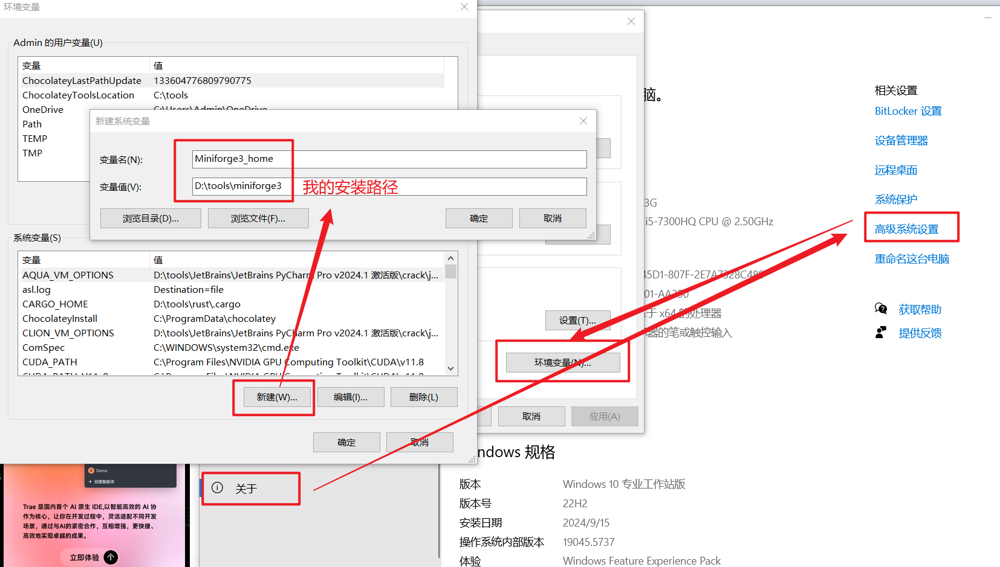 环境变量
Admin 的用户变量(U)
变量 值
ChocolateyLastPathUpdate 133604776809790775
ChocolateyToolsLocation C:\tools
OneDrive C:\Users\Admin\OneDrive
Path
TEMP
TMP
新建系统变量
变量名(N): Miniforge3_home
变量值(V): D:\tools\miniforge3 我的安装路径
浏览目录(D)... 浏览文件(F)... 确定 取消
系统变量(S)
变量 值
AQUA_VM_OPTIONS D:\tools\JetBrains\JetBrains PyCharm Pro v2024.1 激活版\crack\j...
asl.log Destination=file
CARGO_HOME D:\tools\rust\.cargo
ChocolateyInstall C:\ProgramData\chocolatey
CLION_VM_OPTIONS D:\tools\JetBrains\JetBrains PyCharm Pro v2024.1 激活版\crack\j...
ComSpec C:\WINDOWS\system32\cmd.exe
CUDA_PATH C:\Program Files\NVIDIA GPU Computing Toolkit\CUDA\v11.8
新建(W)... 编辑(I)... 删除(L)
确定 取消
设置(T)...
环境变量(N)...
取消 应用(A)
脑。
3G
i5-7300HQ CPU @ 2.50GHz
45D1-807F-2E7A7328C48
01-AA390
基于 x64 的处理器
器的笔或触控输入
相关设置
BitLocker 设置
设备管理器
远程桌面
系统保护
高级系统设置
重命名这台电脑
获取帮助
提供反馈
ndows 规格
版本 Windows 10 专业工作站版
版本号 22H2
安装日期 2024/9/15
操作系统内部版本 19045.5737
体验 Windows Feature Experience Pack
关于
Demo
+ 创建智能体
Trae 是国内首个 AI 原生 IDE,以智能高效的 AI 协
作为核心，让你在开发过程中，灵活适配不同开发
场景，通过与AI的紧密合作，互相增强，更快捷、
高效地实现卓越的成果。
立即体验